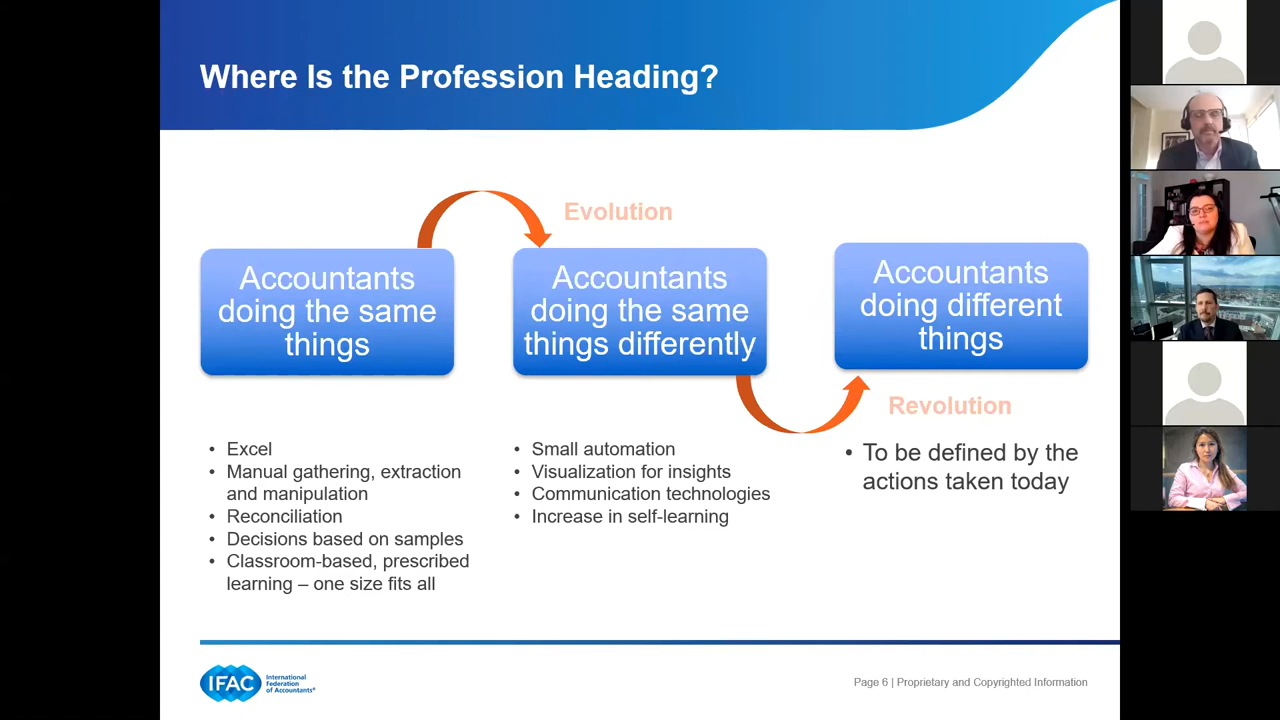 Where Is the Profession Heading?
Evolution
Accountants
doing the same
things
Accountants
doing the same
things differently
Accountants
doing different
things
Revolution
• Excel
• Manual gathering, extraction
and manipulation
• Reconciliation
• Decisions based on samples
• Classroom-based, prescribed
learning – one size fits all
• Small automation
• Visualization for insights
• Communication technologies
• Increase in self-learning
• To be defined by the
actions taken today
IFAC
International
Federation
of Accountants®
Page 6 | Proprietary and Copyrighted Information